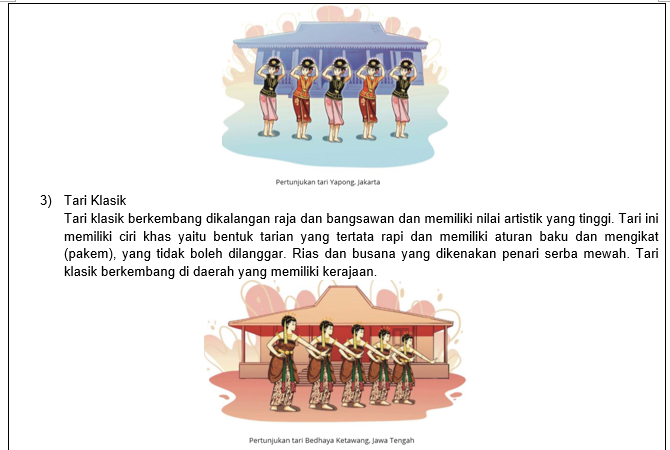 Pertunjukan tari Yapong, Jakarta
3) Tari Klasik
Tari klasik berkembang dikalangan raja dan bangsawan dan memiliki nilai artistik yang tinggi. Tari ini
memiliki ciri khas yaitu bentuk tarian yang tertata rapi dan memiliki aturan baku dan mengikat
(pakem), yang tidak boleh dilanggar. Rias dan busana yang dikenakan penari serba mewah. Tari
klasik berkembang di daerah yang memiliki kerajaan.
Pertunjukan tari Bedhaya Ketawang, Jawa Tengah